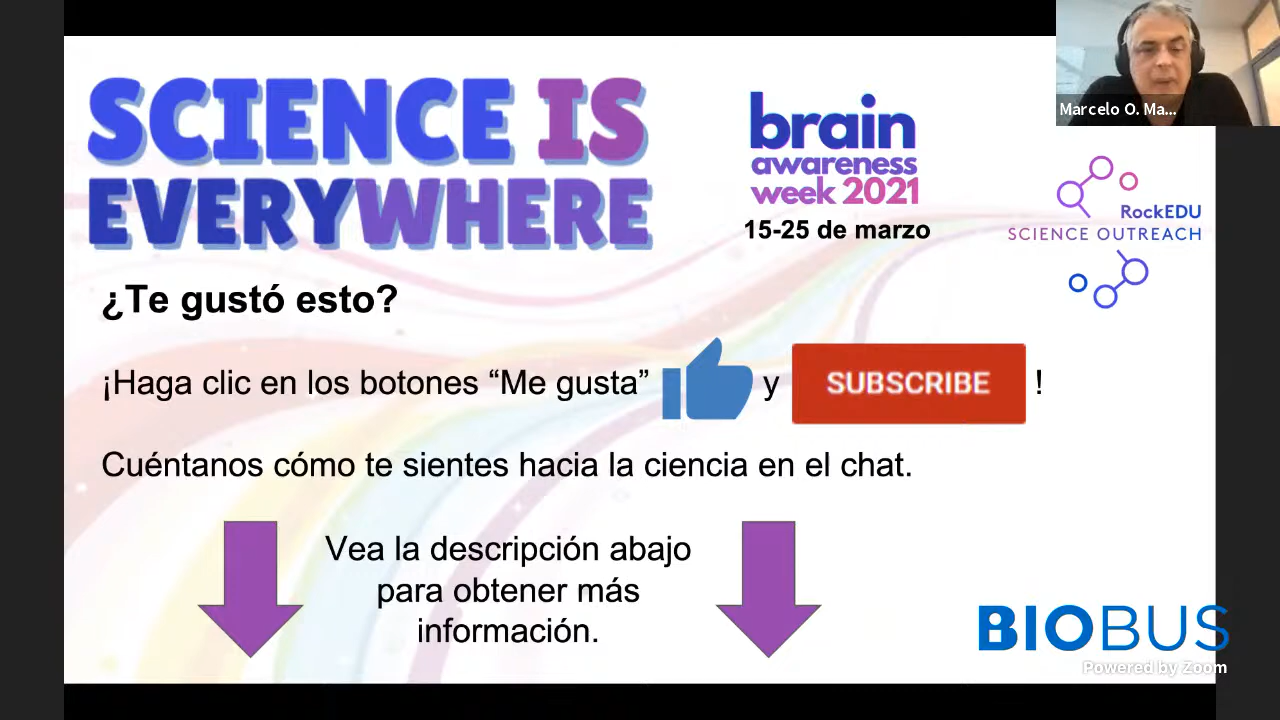 SCIENCE IS
EVERYWHERE
brain
awareness
week 2021
15-25 de marzo
Marcelo O. Ma...
RockEDU
SCIENCE OUTREACH
¿Te gustó esto?
¡Haga clic en los botones “Me gusta” y SUBSCRIBE !
Cuéntanos cómo te sientes hacia la ciencia en el chat.
Vea la descripción abajo
para obtener más
información.
BIOBUS
Powered by Zoom